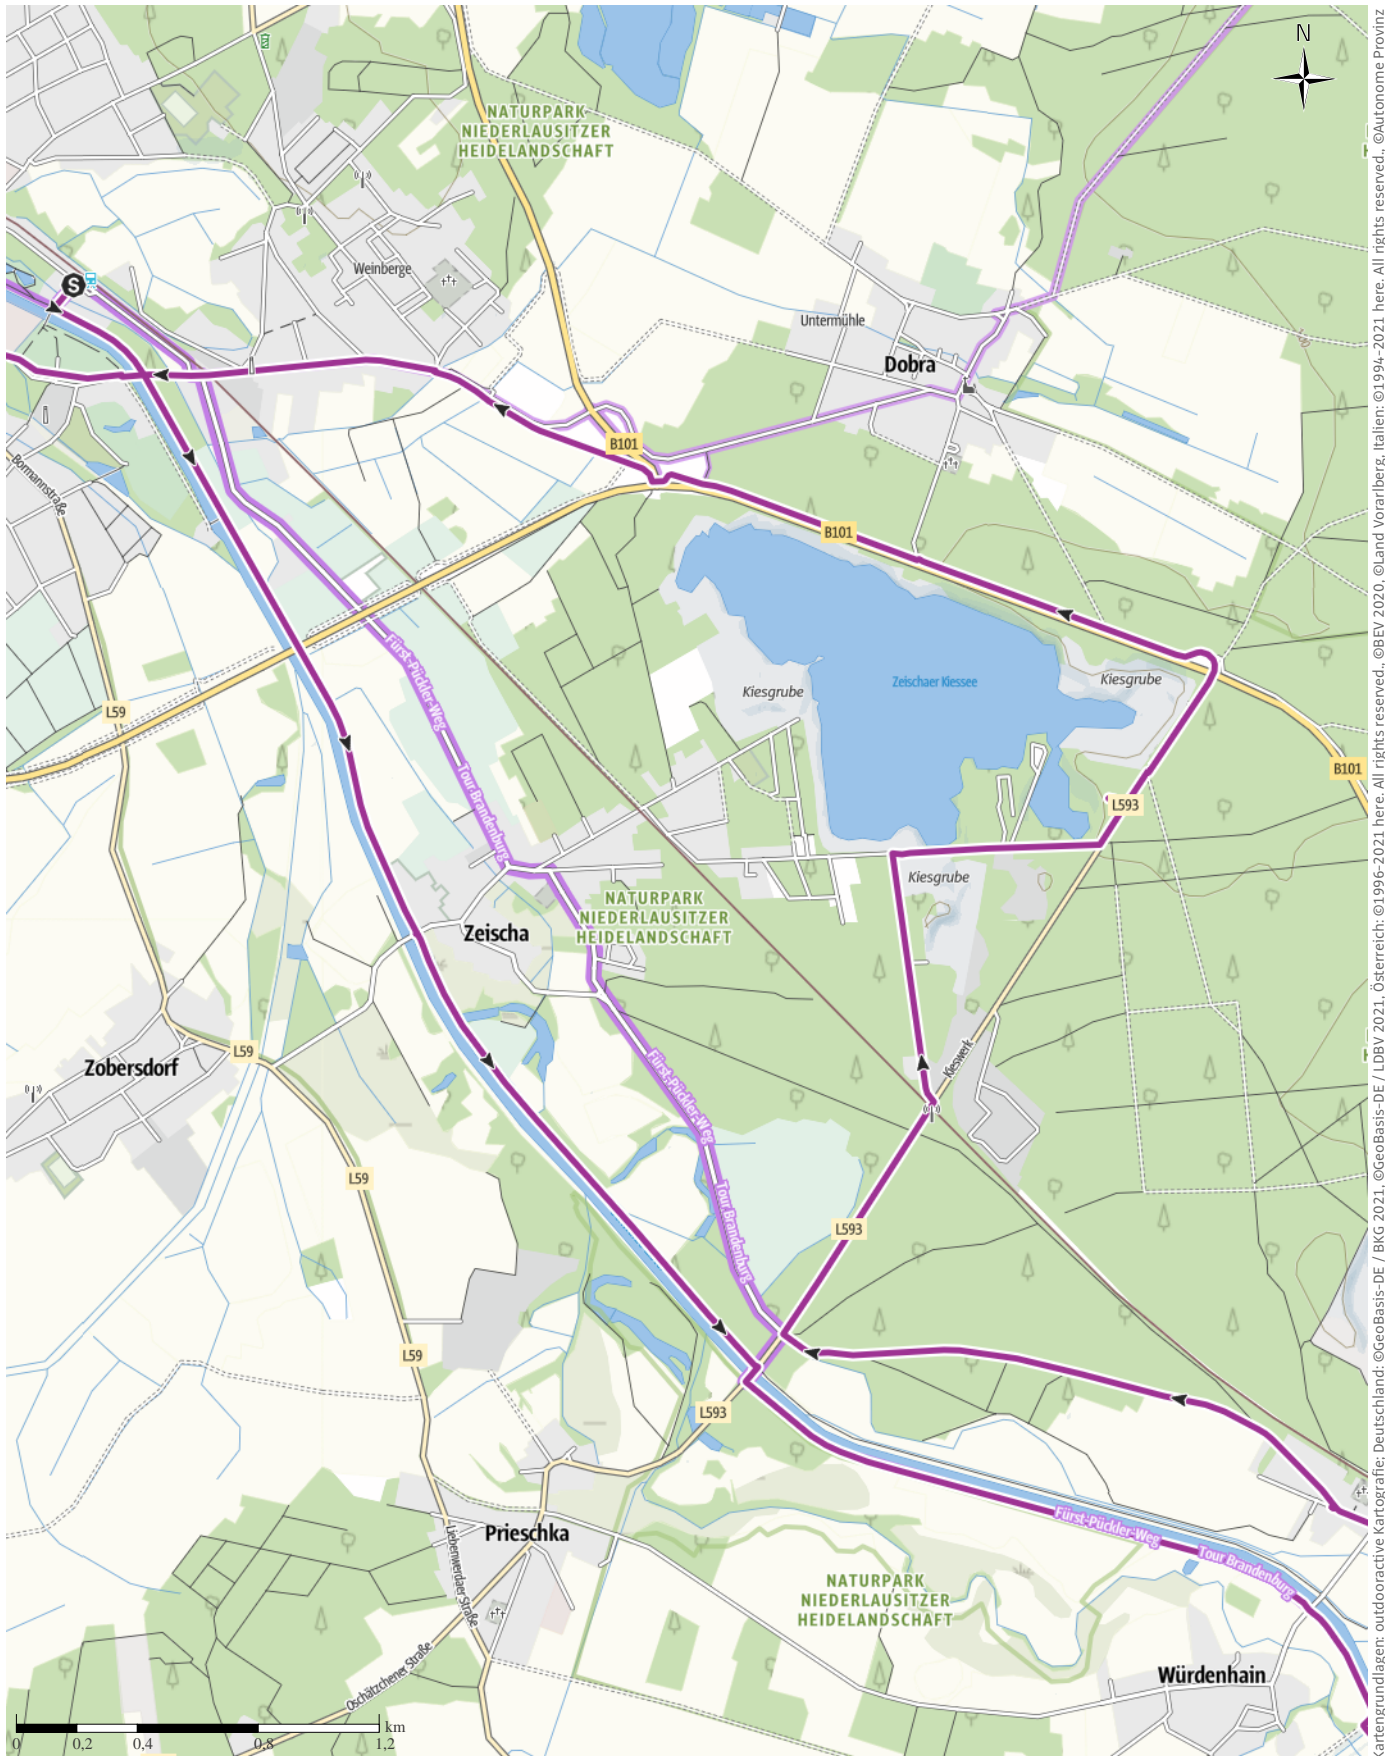 N
NATURPARK
NIEDERLAUSITZER
HEIDELANDSCHAFT
S
Weinberge
Untermühle
Dobra
B101
Bormannstraße
B101
Fürst-Pückler-Weg
Kiesgrube
Zeischaer Kiessee
Kiesgrube
L59
Tour Brandenburg
B101
L593
Kiesgrube
NATURPARK
NIEDERLAUSITZER
HEIDELANDSCHAFT
Zeischa
L59
Zobersdorf
Kieswerk
Fürst-Pückler-Weg
L59
Tour Brandenburg
L593
L59
L593
Prieschka
Fürst-Pückler-Weg
Tour Brandenburg
Liebenwerdaer Straße
NATURPARK
NIEDERLAUSITZER
HEIDELANDSCHAFT
Oschätzchener Straße
Würdenhain
km
0
0,2
0,4
0,8
1,2
artengrundlagen: outdooractive Kartografie; Deutschland: ©GeoBasis-DE / BKG 2021, ©GeoBasis-DE / LDBV 2021, Österreich: ©1996-2021 here. All rights reserved., ©BEV 2020, ©Land Vorarlberg, Italien: ©1994-2021 here. All rights reserved., ©Autonome Provinz